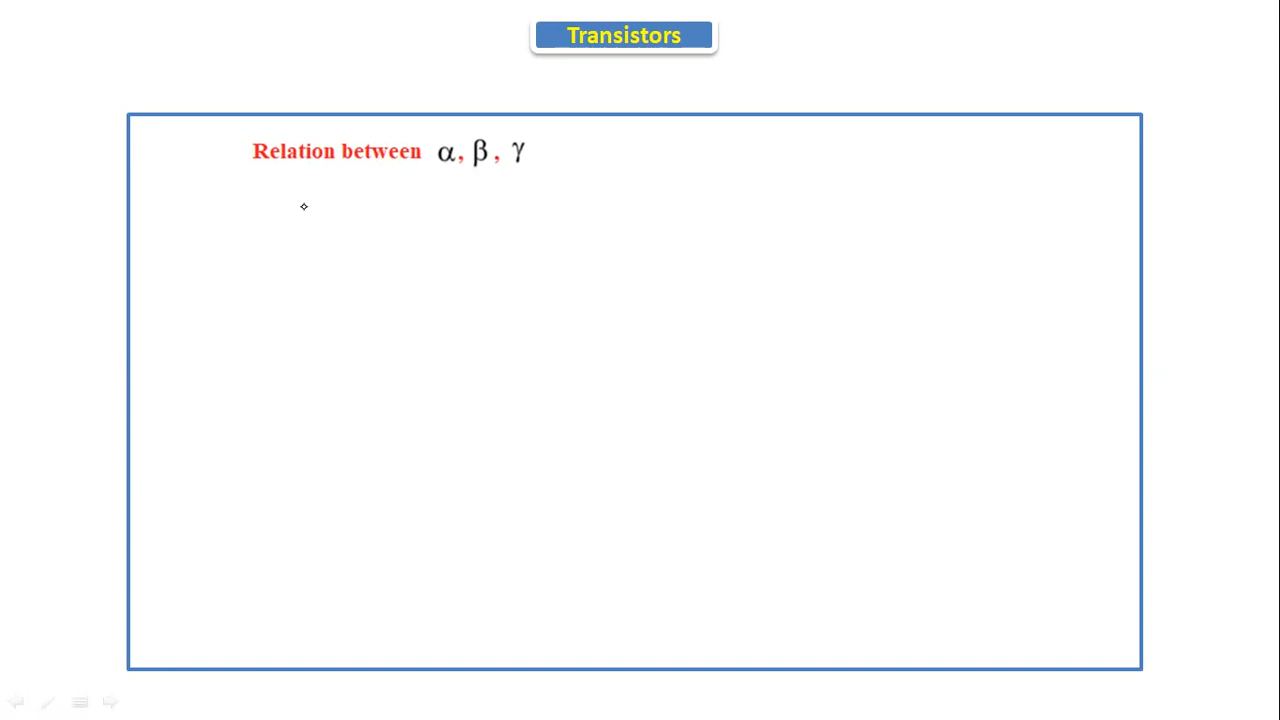 Transistors
Relation between α, β, γ